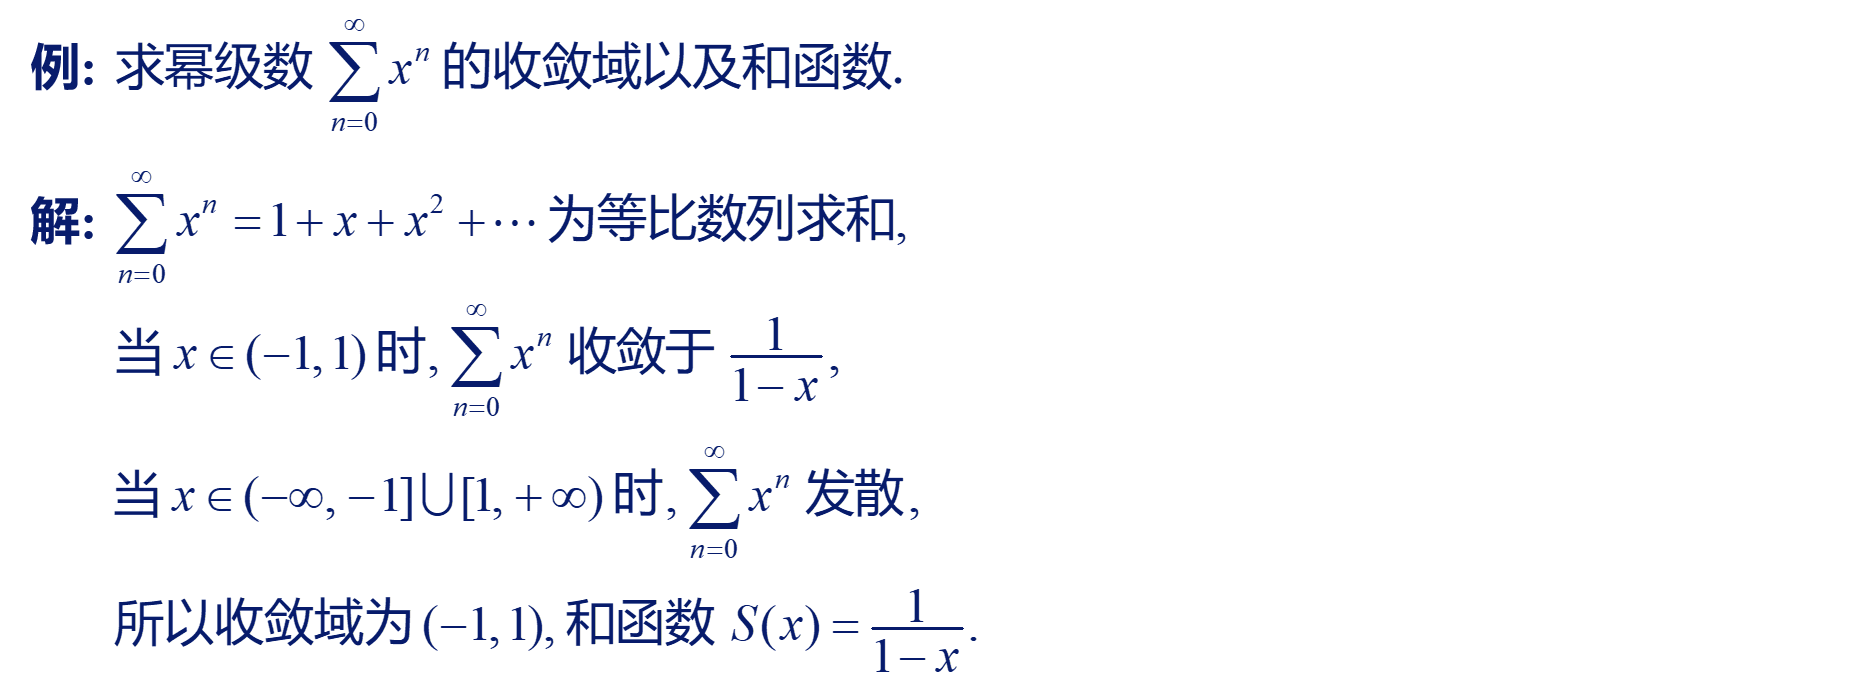 例: 求幂级数 $\sum_{n=0}^{\infty} x^n$ 的收敛域以及和函数.
解: $\sum_{n=0}^{\infty} x^n = 1 + x + x^2 + \cdots$ 为等比数列求和,
当 $x \in (-1, 1)$ 时, $\sum_{n=0}^{\infty} x^n$ 收敛于 $\frac{1}{1-x}$,
当 $x \in (-\infty, -1] \bigcup [1, +\infty)$ 时, $\sum_{n=0}^{\infty} x^n$ 发散,
所以收敛域为 $(-1, 1)$, 和函数 $S(x) = \frac{1}{1-x}$.